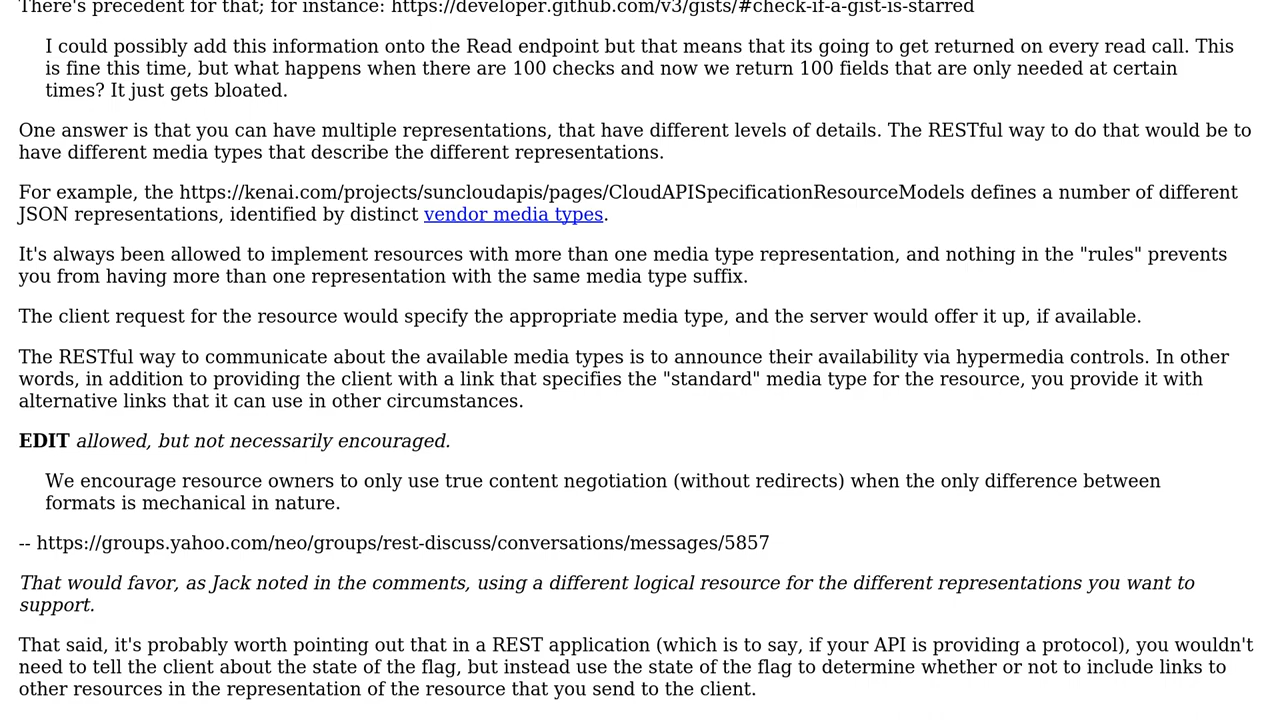 There's precedent for that; for instance: https://developer.github.com/v3/gists/#check-if-a-gist-is-starred
I could possibly add this information onto the Read endpoint but that means that its going to get returned on every read call. This
is fine this time, but what happens when there are 100 checks and now we return 100 fields that are only needed at certain
times? It just gets bloated.
One answer is that you can have multiple representations, that have different levels of details. The RESTful way to do that would be to
have different media types that describe the different representations.
For example, the https://kenai.com/projects/suncloudapis/pages/CloudAPISpecificationResourceModels defines a number of different
JSON representations, identified by distinct vendor media types.
It's always been allowed to implement resources with more than one media type representation, and nothing in the "rules" prevents
you from having more than one representation with the same media type suffix.
The client request for the resource would specify the appropriate media type, and the server would offer it up, if available.
The RESTful way to communicate about the available media types is to announce their availability via hypermedia controls. In other
words, in addition to providing the client with a link that specifies the "standard" media type for the resource, you provide it with
alternative links that it can use in other circumstances.
EDIT allowed, but not necessarily encouraged.
We encourage resource owners to only use true content negotiation (without redirects) when the only difference between
formats is mechanical in nature.
-- https://groups.yahoo.com/neo/groups/rest-discuss/conversations/messages/5857
That would favor, as Jack noted in the comments, using a different logical resource for the different representations you want to
support.
That said, it's probably worth pointing out that in a REST application (which is to say, if your API is providing a protocol), you wouldn't
need to tell the client about the state of the flag, but instead use the state of the flag to determine whether or not to include links to
other resources in the representation of the resource that you send to the client.